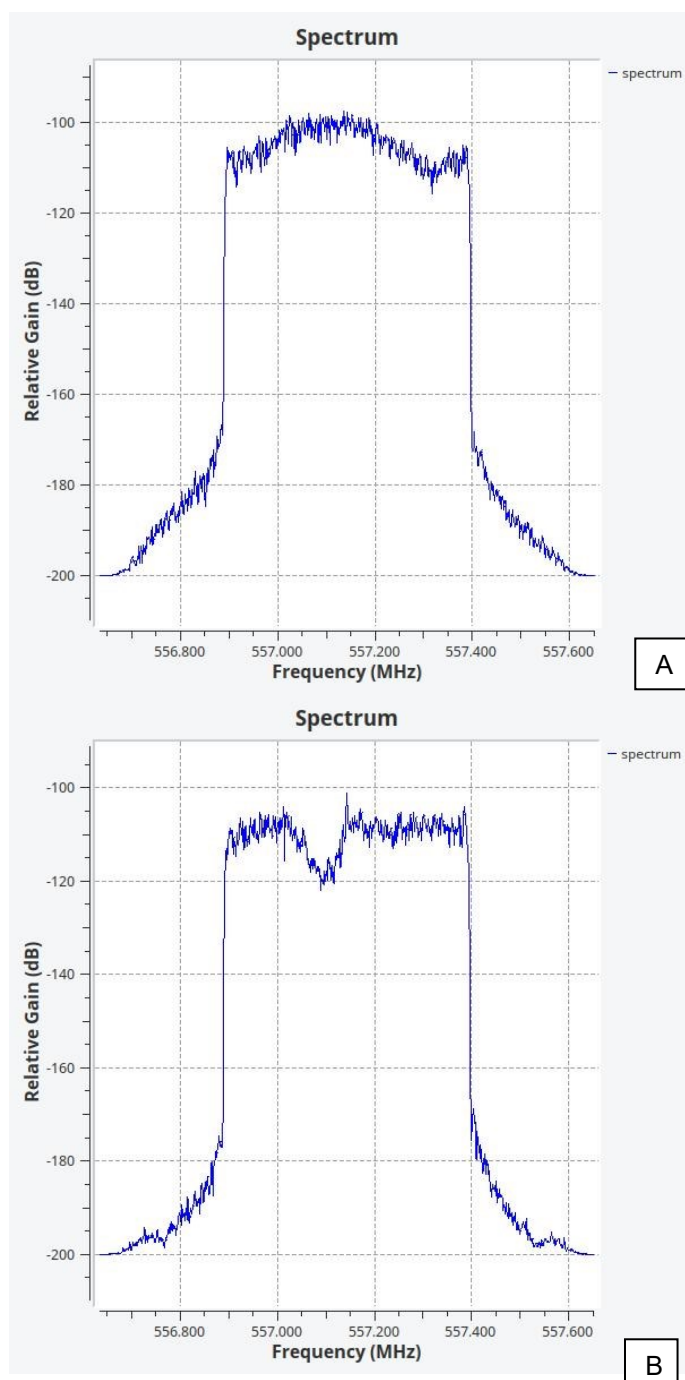 Spectrum
spectrum
Relative Gain (dB)
-100
-120
-140
-160
-180
-200
556.800 557.000 557.200 557.400 557.600
Frequency (MHz)
A
Spectrum
spectrum
Relative Gain (dB)
-100
-120
-140
-160
-180
-200
556.800 557.000 557.200 557.400 557.600
Frequency (MHz)
B